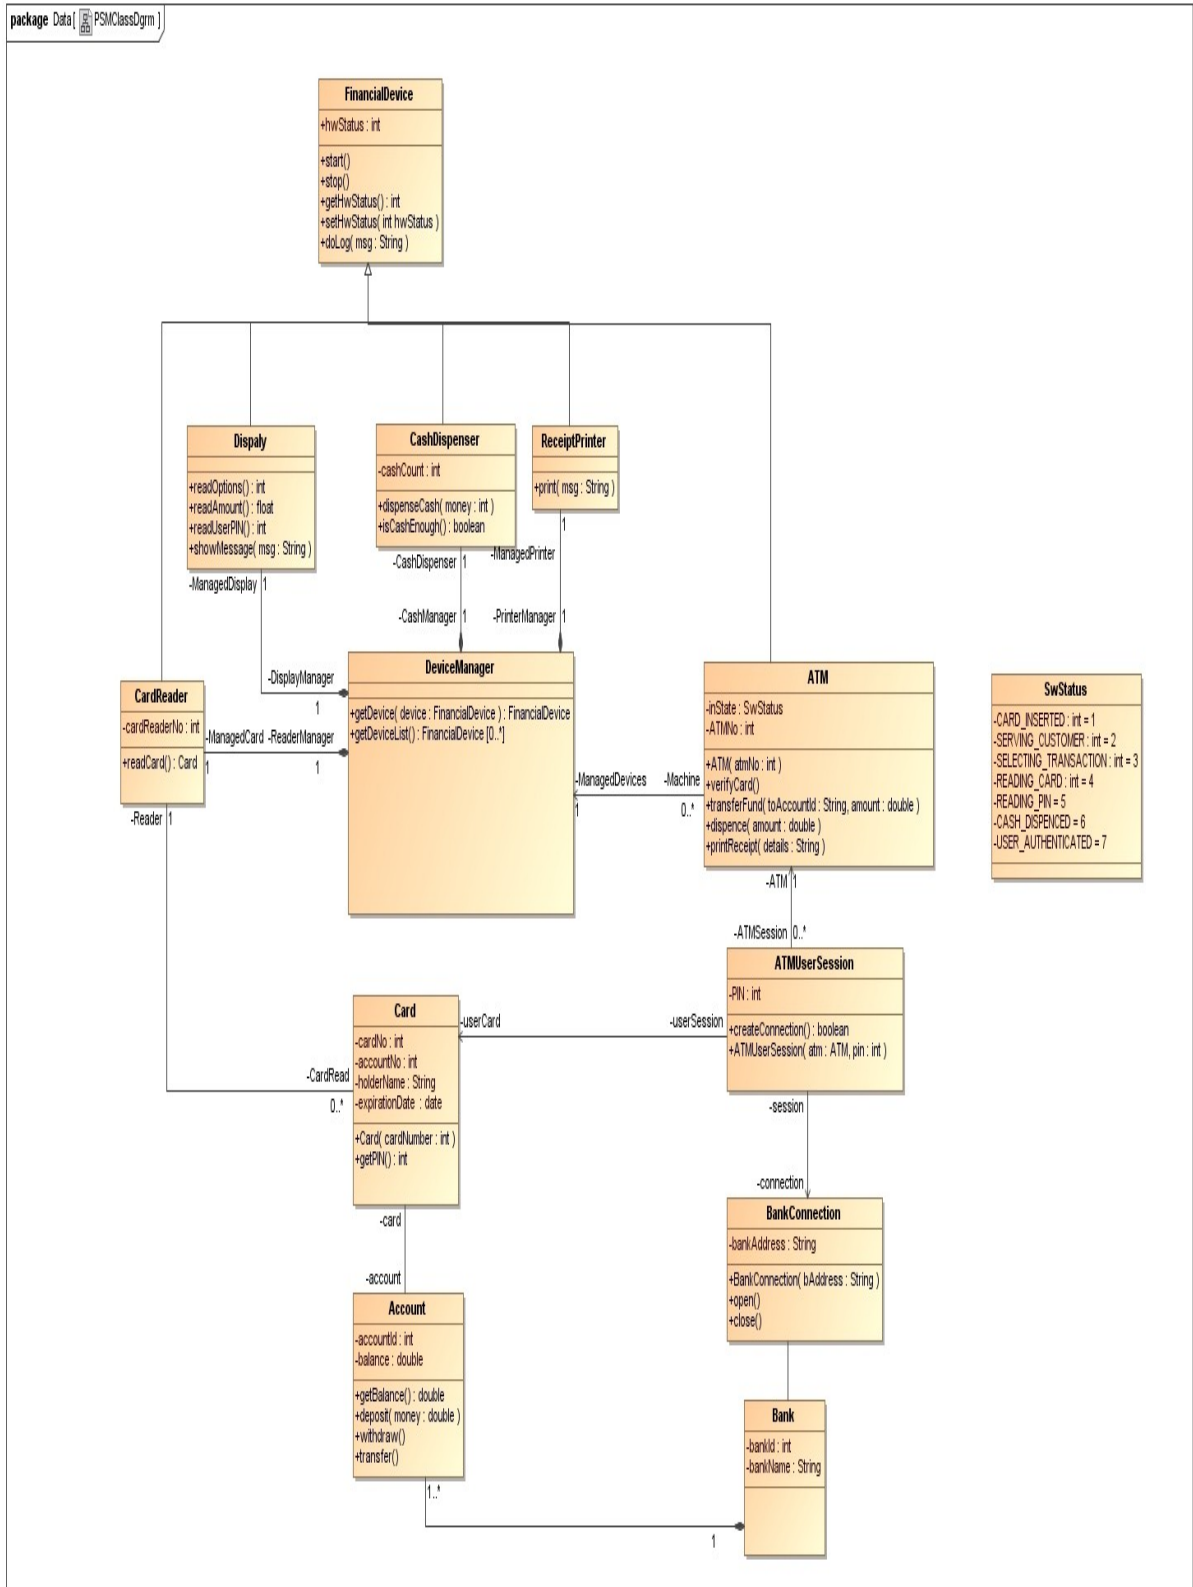 package Data[ PSMClassDgrm ]
FinancialDevice
+hwStatus : int
+start()
+stop()
+getHwStatus() : int
+setHwStatus( int hwStatus )
+doLog( msg : String )
Dispaly
+readOptions() : int
+readAmount() : float
+readUserPIN() : int
+showMessage( msg : String )
CashDispenser
-cashCount : int
+dispenseCash( money : int )
+isCashEnough() : boolean
ReceiptPrinter
+print( msg : String )
-ManagedDisplay 1
-CashDispenser 1
-ManagedPrinter
1
-CashManager 1
-PrinterManager 1
-DisplayManager
1
CardReader
-cardReaderNo : int
+readCard() : Card
-ManagedCard -ReaderManager
1 1
-Reader 1
DeviceManager
+getDevice( device : FinancialDevice ) : FinancialDevice
+getDeviceList() : FinancialDevice [0..*]
-ManagedDevices -Machine
1 0..*
ATM
-inState : SwStatus
-ATMNo : int
+ATM( atmNo : int )
+verifyCard()
+transferFund( toAccountId : String, amount : double )
+dispence( amount : double )
+printReceipt( details : String )
SwStatus
-CARD_INSERTED : int = 1
-SERVING_CUSTOMER : int = 2
-SELECTING_TRANSACTION : int = 3
-READING_CARD : int = 4
-READING_PIN = 5
-CASH_DISPENCED = 6
-USER_AUTHENTICATED = 7
-ATM 1
-ATMSession 0..*
ATMUserSession
-PIN : int
+createConnection() : boolean
+ATMUserSession( atm : ATM, pin : int )
-userCard -userSession
Card
-cardNo : int
-accountNo : int
-holderName : String
-expirationDate : date
+Card( cardNumber : int )
+getPIN() : int
-CardRead
0..*
-session
-connection
BankConnection
-bankAddress : String
+BankConnection( bAddress : String )
+open()
+close()
-card
-account
Account
-accountId : int
-balance : double
+getBalance() : double
+deposit( money : double )
+withdraw()
+transfer()
Bank
-bankId : int
-bankName : String
1..*
1